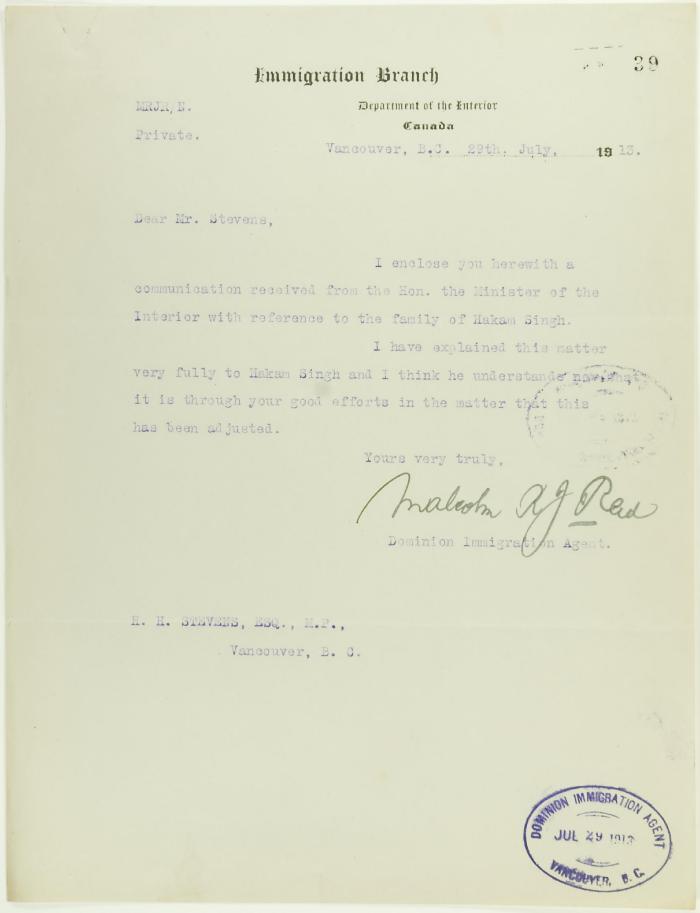 39
Immigration Branch
MRJR/N.
Department of the Interior
Canada
Private.
Vancouver, B.C. 29th. July, 1913.
Dear Mr. Stevens,
I enclose you herewith a
communication received from the Hon. the Minister of the
Interior with reference to the family of Hakam Singh.
I have explained this matter
very fully to Hakam Singh and I think he understands now that
it is through your good efforts in the matter that this
has been adjusted.
Yours very truly,
Malcolm R J Reid
Dominion Immigration Agent.
H. H. STEVENS, ESQ., M.P.,
Vancouver, B. C.
DOMINION IMMIGRATION AGENT
JUL 29 1913
VANCOUVER, B. C.